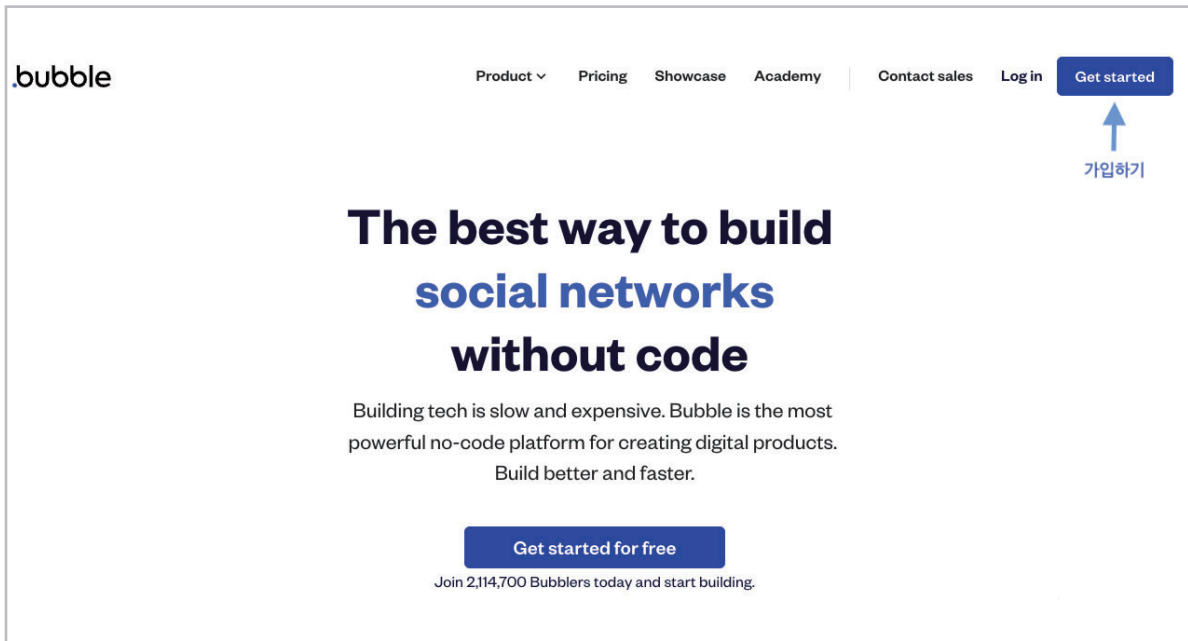 .bubble
Product Pricing Showcase Academy Contact sales Log in Get started
가입하기
The best way to build
social networks
without code
Building tech is slow and expensive. Bubble is the most
powerful no-code platform for creating digital products.
Build better and faster.
Get started for free
Join 2,114,700 Bubblers today and start building.